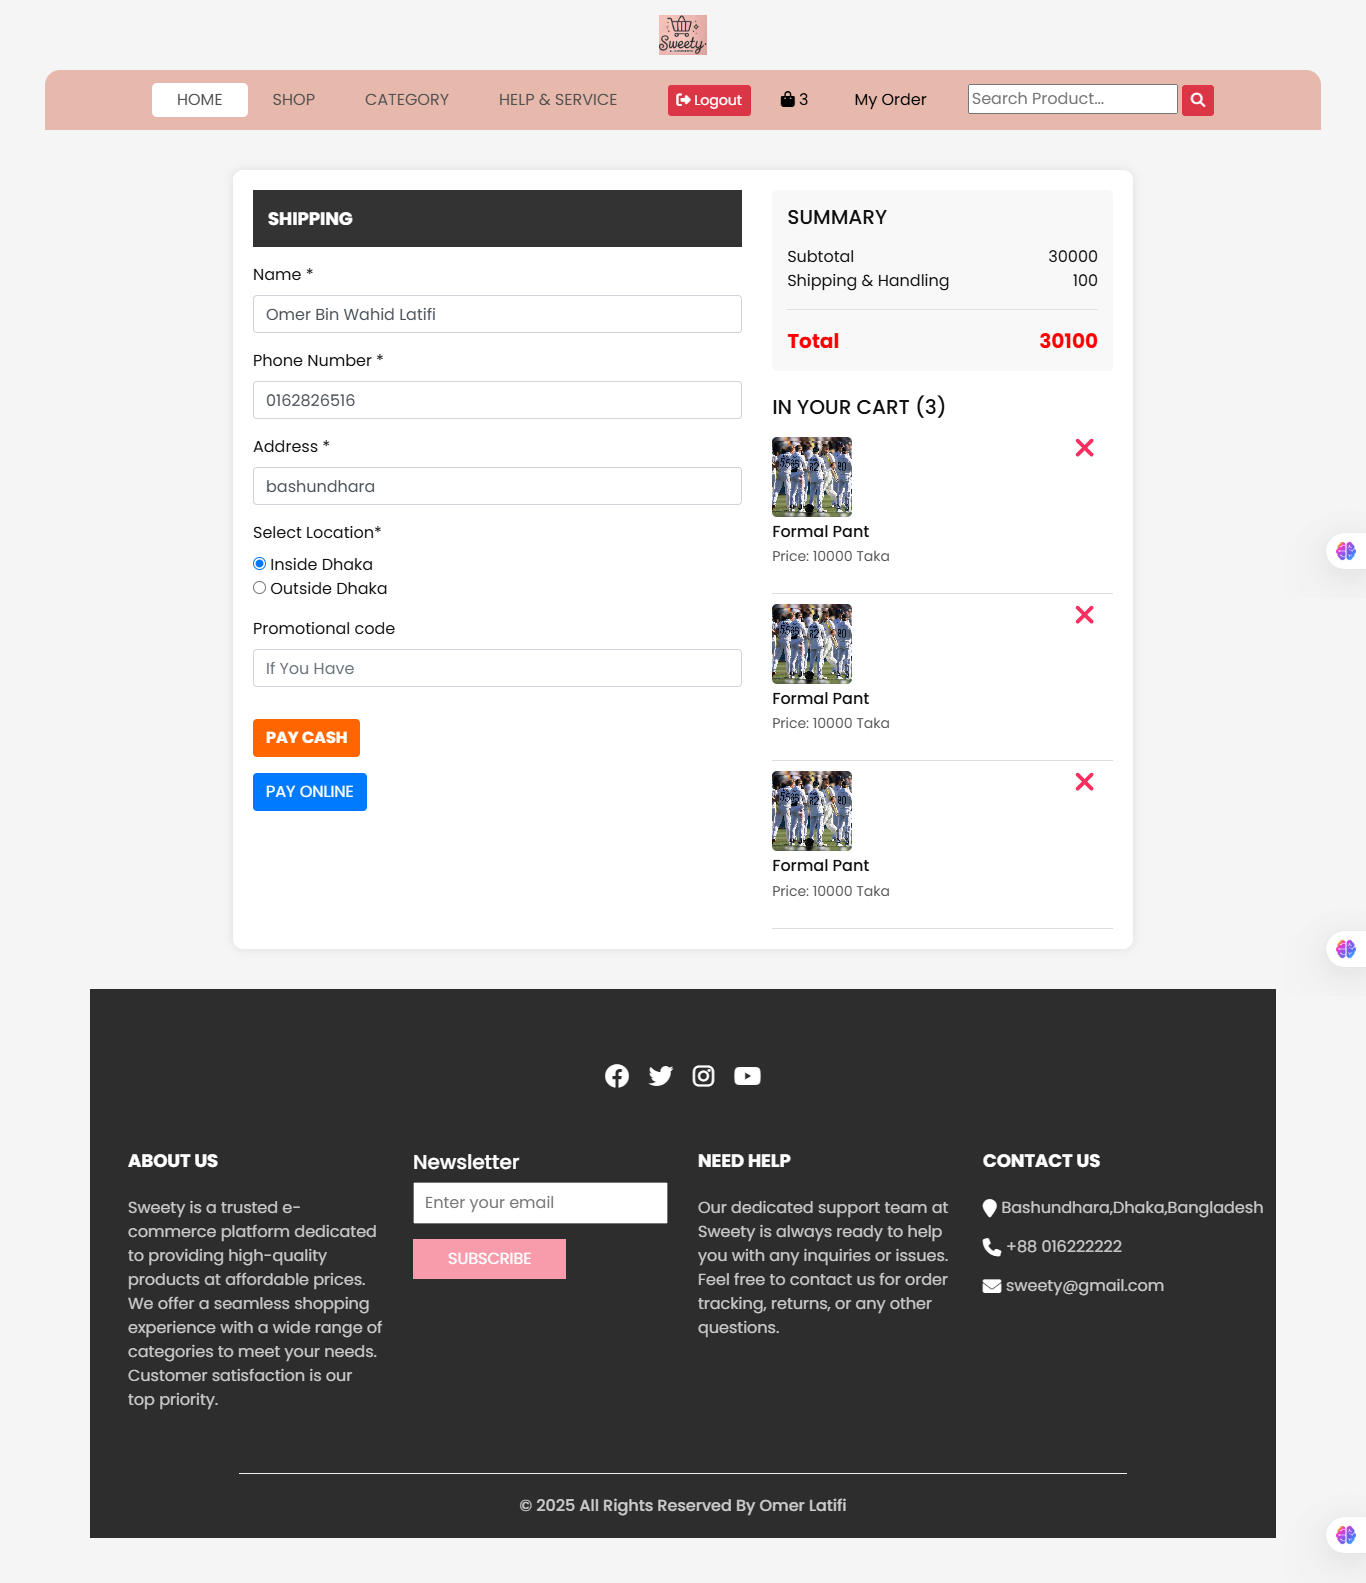 Sweety
HOME
SHOP
CATEGORY
HELP & SERVICE
Logout
3
My Order
Search Product...
SHIPPING
Name *
Omer Bin Wahid Latifi
Phone Number *
0162826516
Address *
bashundhara
Select Location*
Inside Dhaka
Outside Dhaka
Promotional code
If You Have
PAY CASH
PAY ONLINE
SUMMARY
Subtotal 30000
Shipping & Handling 100
Total 30100
IN YOUR CART (3)
Formal Pant
Price: 10000 Taka
Formal Pant
Price: 10000 Taka
Formal Pant
Price: 10000 Taka
ABOUT US
Sweety is a trusted e-
commerce platform dedicated
to providing high-quality
products at affordable prices.
We offer a seamless shopping
experience with a wide range of
categories to meet your needs.
Customer satisfaction is our
top priority.
Newsletter
Enter your email
SUBSCRIBE
NEED HELP
Our dedicated support team at
Sweety is always ready to help
you with any inquiries or issues.
Feel free to contact us for order
tracking, returns, or any other
questions.
CONTACT US
Bashundhara,Dhaka,Bangladesh
+88 016222222
sweety@gmail.com
© 2025 All Rights Reserved By Omer Latifi